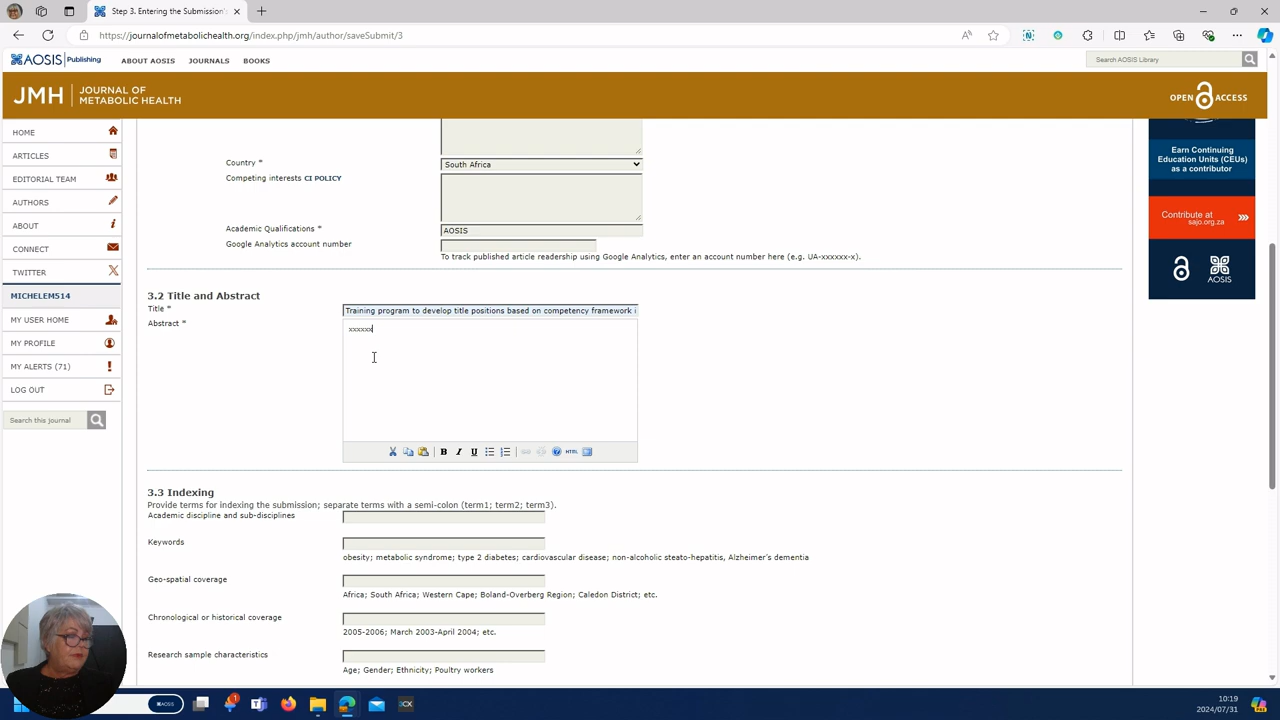 Step 3. Entering the Submission's
https://journalofmetabolichealth.org/index.php/jmh/author/saveSubmit/3
AOSIS Publishing
ABOUT AOSIS JOURNALS BOOKS
Search AOSIS Library
JMH JOURNAL OF METABOLIC HEALTH
OPEN ACCESS
HOME
ARTICLES
EDITORIAL TEAM
AUTHORS
ABOUT
CONNECT
TWITTER
MICHELEM514
MY USER HOME
MY PROFILE
MY ALERTS (71)
LOG OUT
Search this journal
Country *
South Africa
Competing interests CI POLICY
Academic Qualifications *
AOSIS
Google Analytics account number
To track published article readership using Google Analytics, enter an account number here (e.g. UA-xxxxxx-x).
3.2 Title and Abstract
Title *
Training program to develop title positions based on competency framework i
Abstract *
xxxxxx
HTML
3.3 Indexing
Provide terms for indexing the submission; separate terms with a semi-colon (term1; term2; term3).
Academic discipline and sub-disciplines
Keywords
obesity; metabolic syndrome; type 2 diabetes; cardiovascular disease; non-alcoholic steato-hepatitis, Alzheimer's dementia
Geo-spatial coverage
Africa; South Africa; Western Cape; Boland-Overberg Region; Caledon District; etc.
Chronological or historical coverage
2005-2006; March 2003-April 2004; etc.
Research sample characteristics
Age; Gender; Ethnicity; Poultry workers
Earn Continuing
Education Units (CEUs)
as a contributor
Contribute at
sajo.org.za
AOSIS
AOSIS
1
CX
10:19
2024/07/31